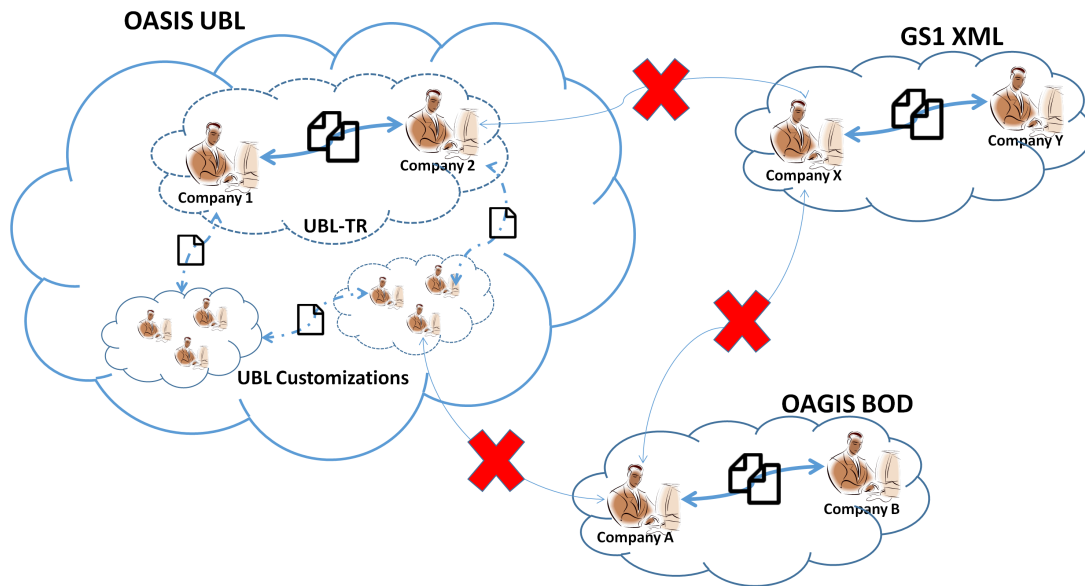 OASIS UBL
GS1 XML
Company 2
Company Y
Company X
Company 1
UBL-TR
UBL Customizations
OAGIS BOD
Company B
Company A